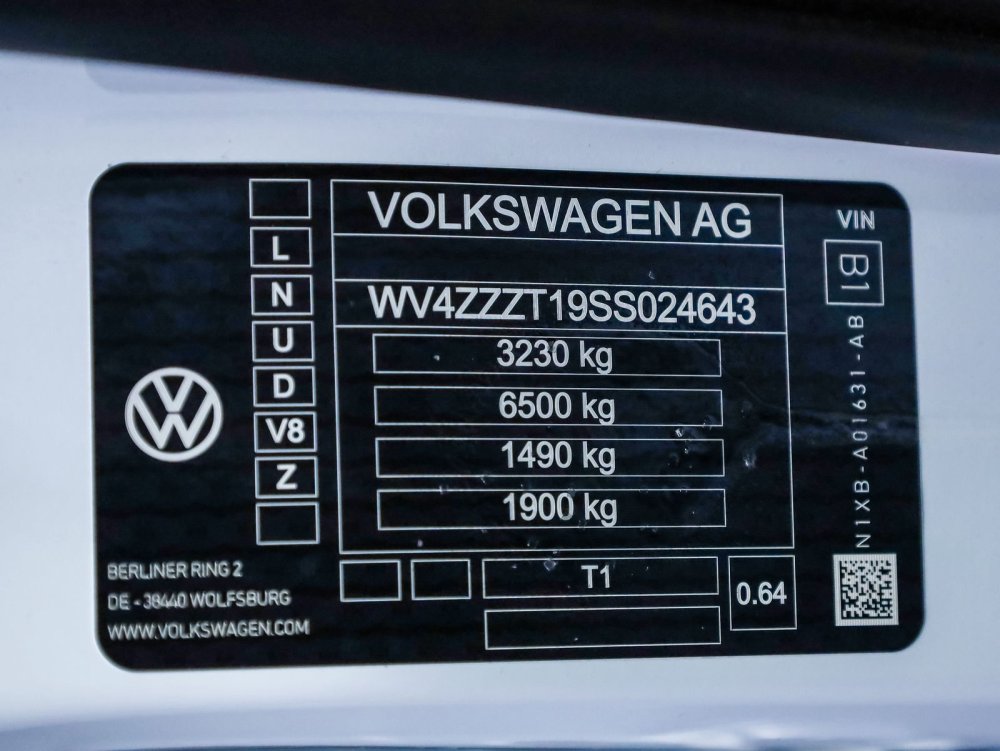 VOLKSWAGEN AG
WV4ZZZT19SS024643
3230 kg
6500 kg
1490 kg
1900 kg
L
N
U
D
V8
Z
T1
0.64
VIN
B1
N1XB-A01631-AB
BERLINER RING 2
DE - 38440 WOLFSBURG
WWW.VOLKSWAGEN.COM